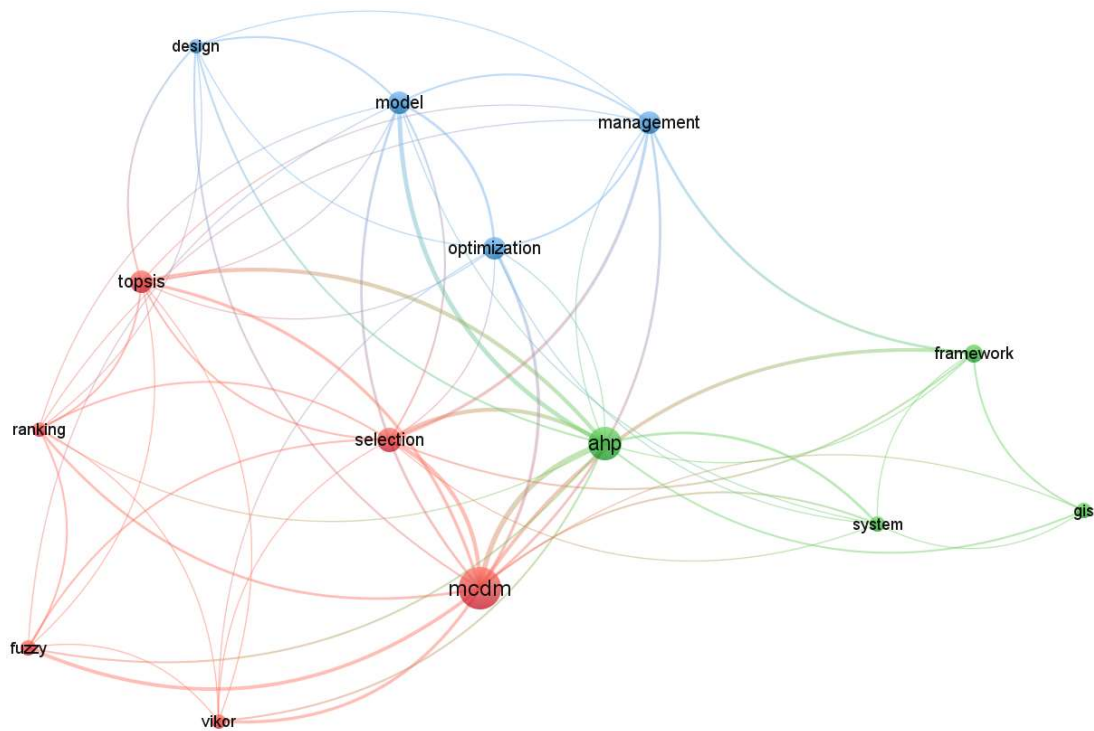 design
model
management
optimization
topsis
framework
ranking
selection
ahp
system
gis
mcdm
fuzzy
vikor